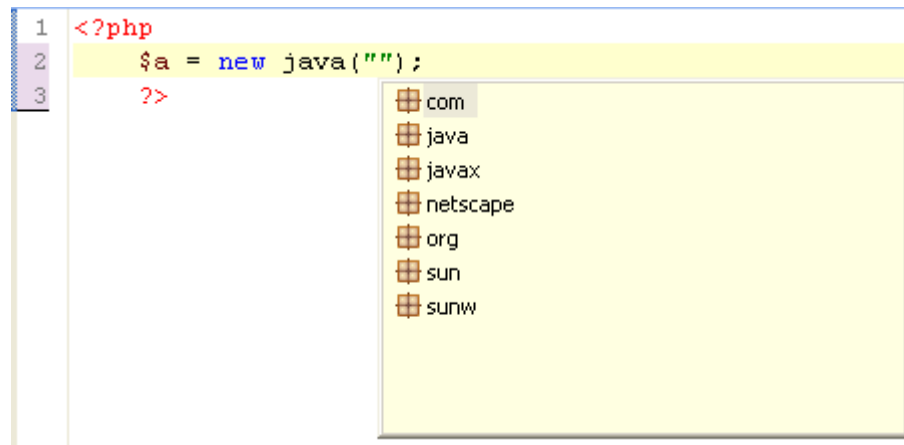 1 <?php
2 $a = new java("");
3 ?>
com
java
javax
netscape
org
sun
sunw